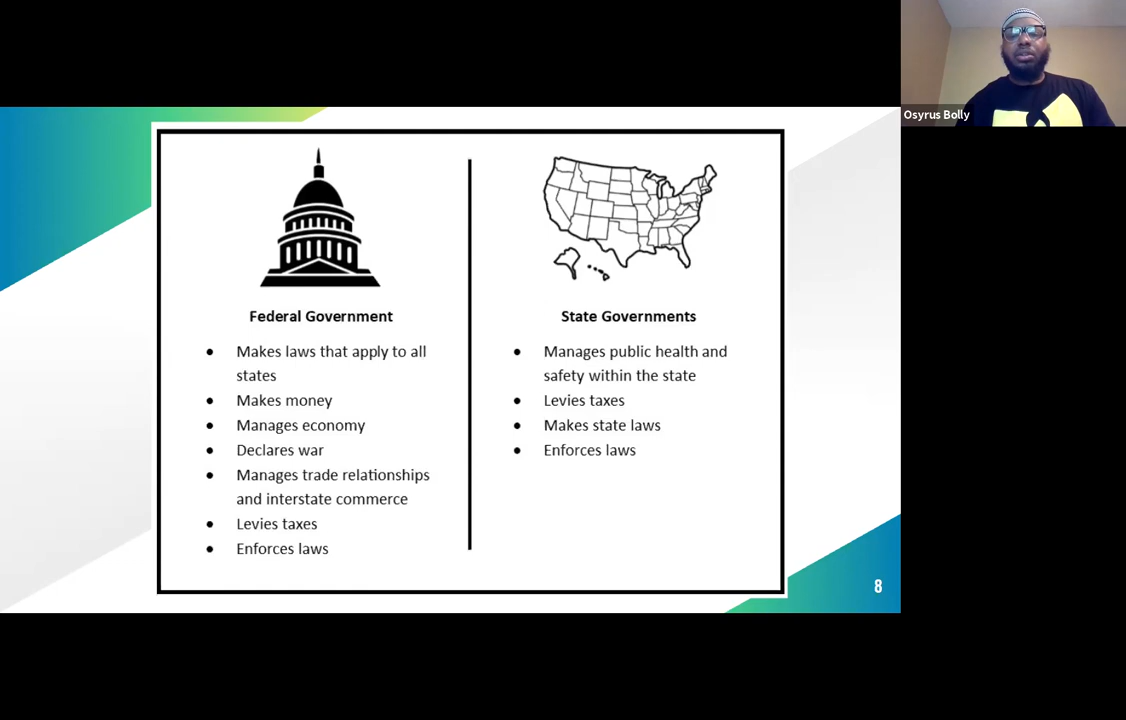 Osyrus Bolly
Federal Government
Makes laws that apply to all
states
Makes money
Manages economy
Declares war
Manages trade relationships
and interstate commerce
Levies taxes
Enforces laws
State Governments
Manages public health and
safety within the state
Levies taxes
Makes state laws
Enforces laws
8